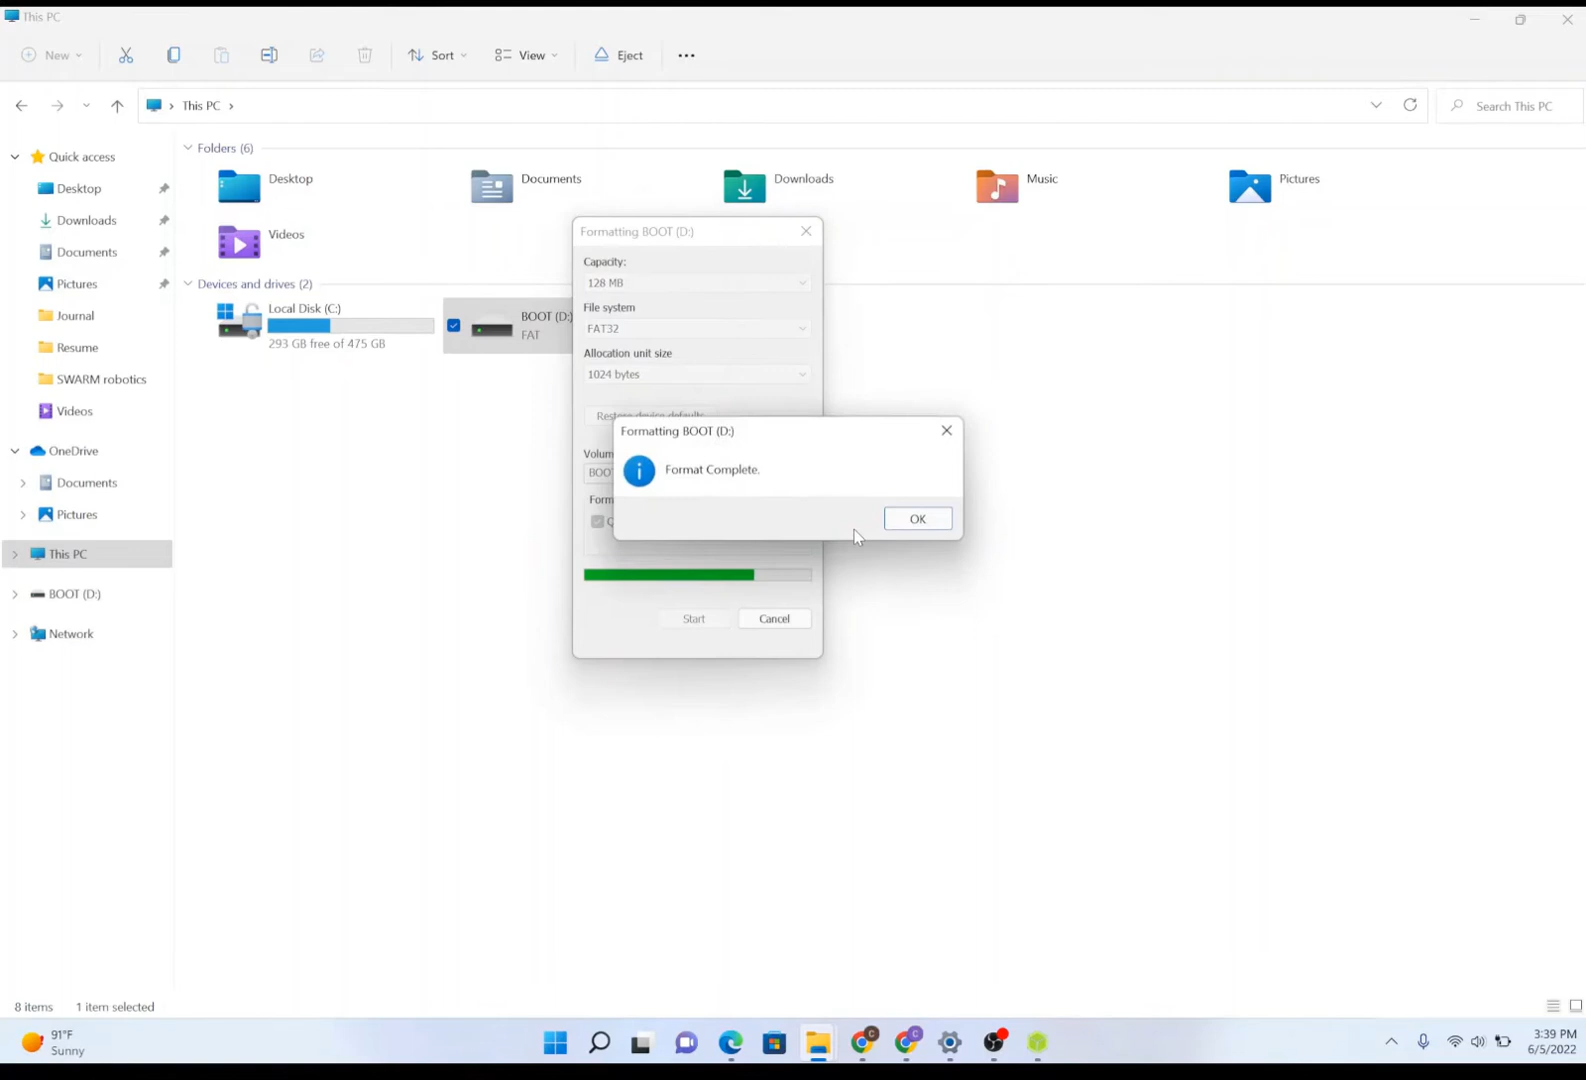 This PC
New
Sort
View
Eject
This PC
Search This PC
Quick access
Desktop
Downloads
Documents
Pictures
Journal
Resume
SWARM robotics
Videos
OneDrive
Documents
Pictures
This PC
BOOT (D:)
Network
Folders (6)
Desktop
Documents
Downloads
Music
Pictures
Videos
Devices and drives (2)
Local Disk (C:)
293 GB free of 475 GB
BOOT (D:)
FAT
Formatting BOOT (D:)
Capacity:
128 MB
File system
FAT32
Allocation unit size
1024 bytes
Restore device defaults
Volum
BOO
Form
Formatting BOOT (D:)
Format Complete.
OK
Start
Cancel
8 items
1 item selected
91°F
Sunny
3:39 PM
6/5/2022